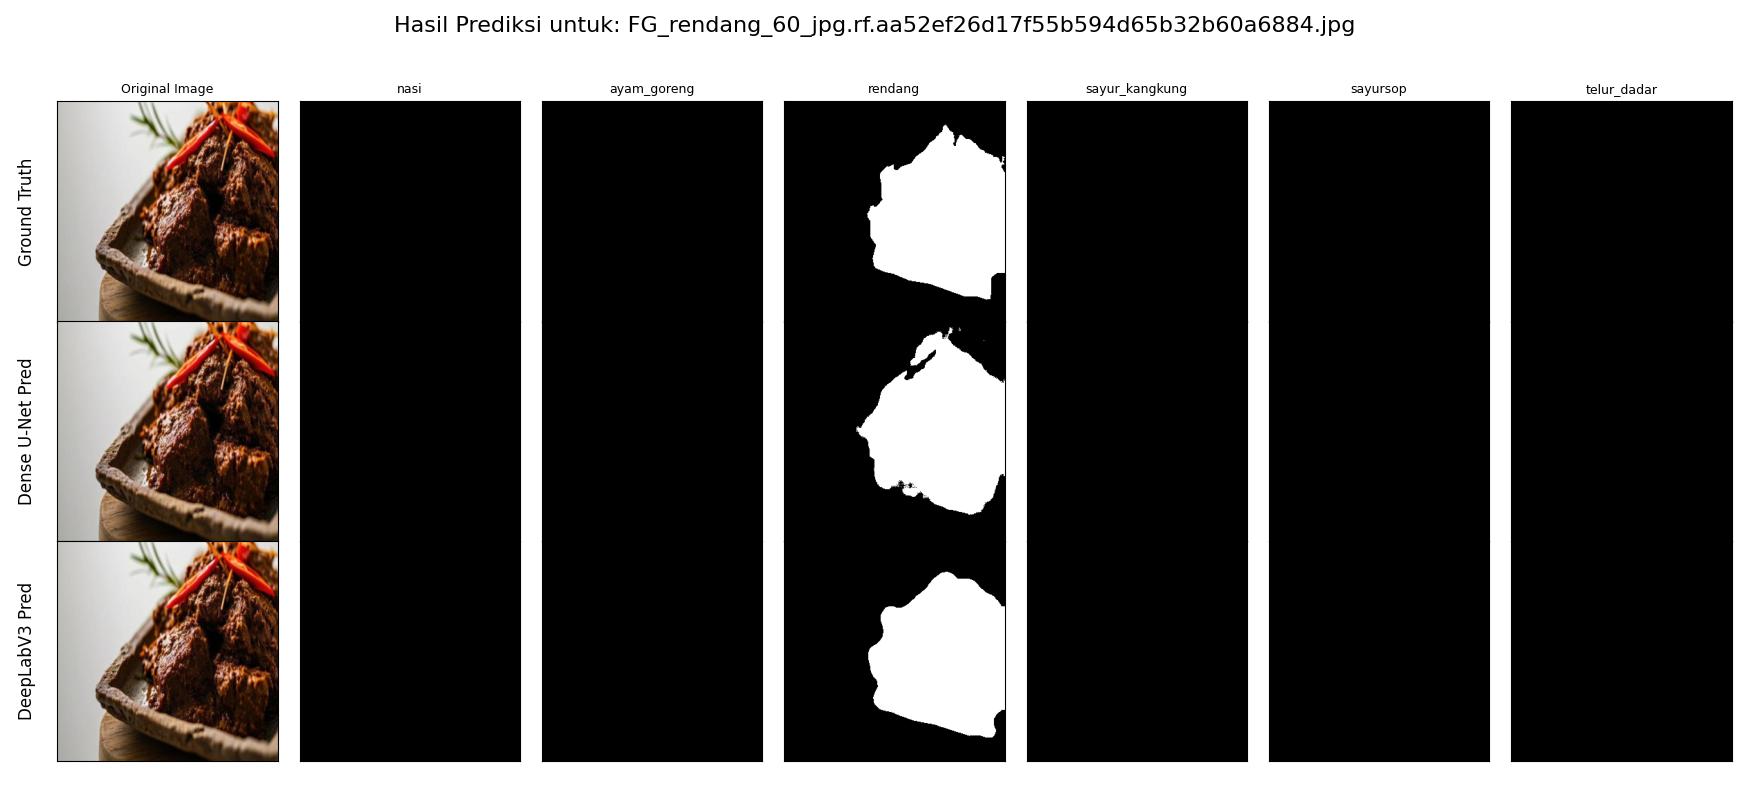 Hasil Prediksi untuk: FG_rendang_60_jpg.rf.aa52ef26d17f55b594d65b32b60a6884.jpg
Original Image nasi ayam_goreng rendang sayur_kangkung sayursop telur_dadar
Ground Truth
Dense U-Net Pred
DeepLabV3 Pred